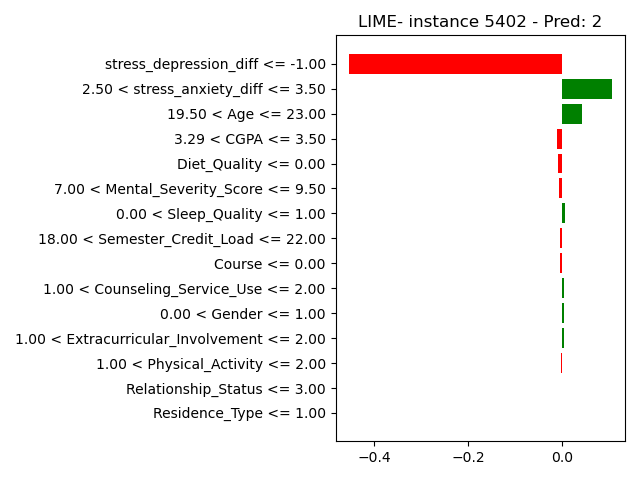 LIME- instance 5402 - Pred: 2
stress_depression_diff <= -1.00
2.50 < stress_anxiety_diff <= 3.50
19.50 < Age <= 23.00
3.29 < CGPA <= 3.50
Diet_Quality <= 0.00
7.00 < Mental_Severity_Score <= 9.50
0.00 < Sleep_Quality <= 1.00
18.00 < Semester_Credit_Load <= 22.00
Course <= 0.00
1.00 < Counseling_Service_Use <= 2.00
0.00 < Gender <= 1.00
1.00 < Extracurricular_Involvement <= 2.00
1.00 < Physical_Activity <= 2.00
Relationship_Status <= 3.00
Residence_Type <= 1.00
−0.4 −0.2 0.0